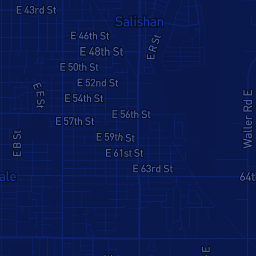 E 43rd St
Salishan
E 46th St
E R St
E 48th St
E 50th St
E 52nd St
E E St
E 54th St
E 56th St
E 57th St
Waller Rd E
E B St
E 59th St
E 61st St
E 63rd St
ale
64th
E